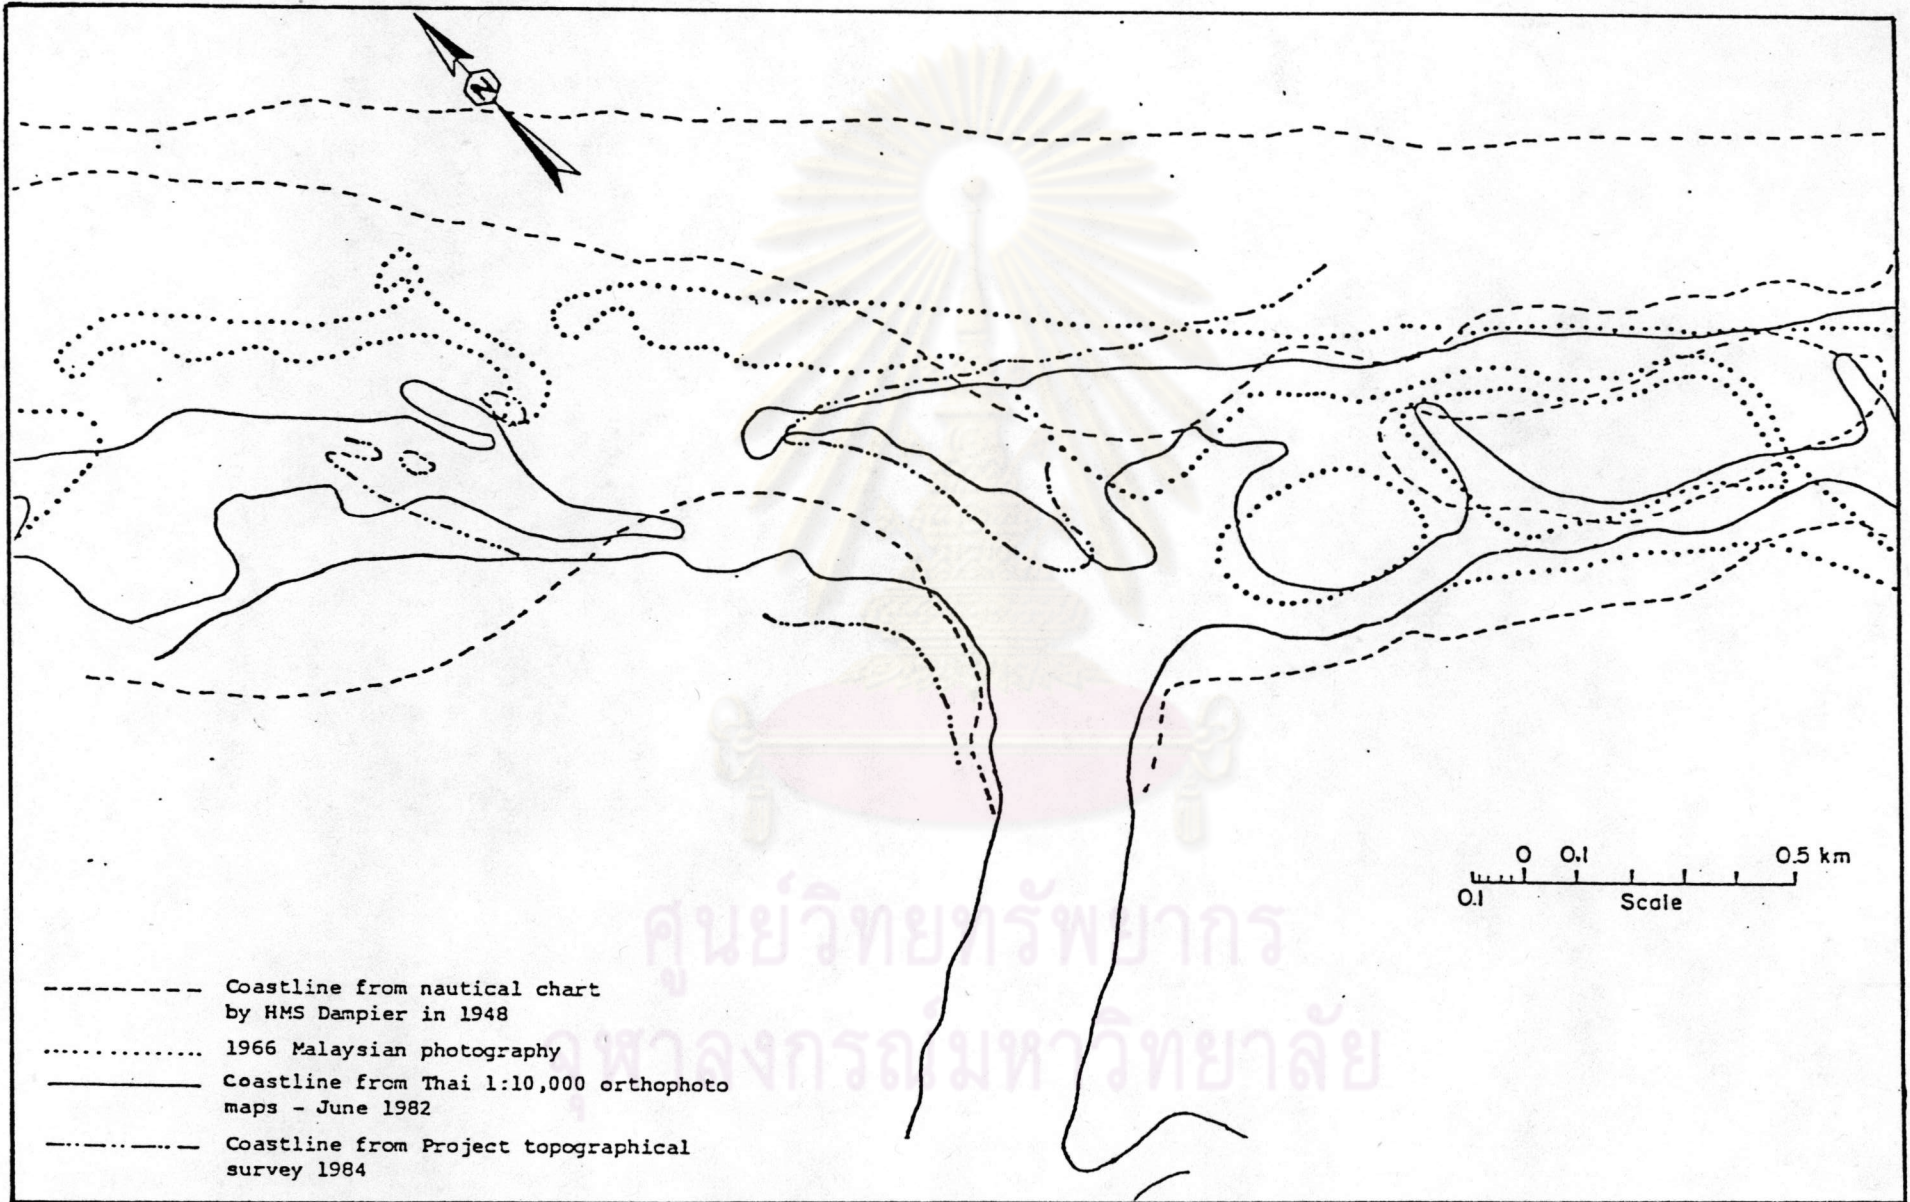 N
0 0.1 0.5 km
0.1
Scale
Coastline from nautical chart
by HMS Dampier in 1948
1966 Malaysian photography
Coastline from Thai 1:10,000 orthophoto
maps - June 1982
Coastline from Project topographical
survey 1984
ศูนย์วิทยทรัพยากร
จุฬาลงกรณ์มหาวิทยาลัย